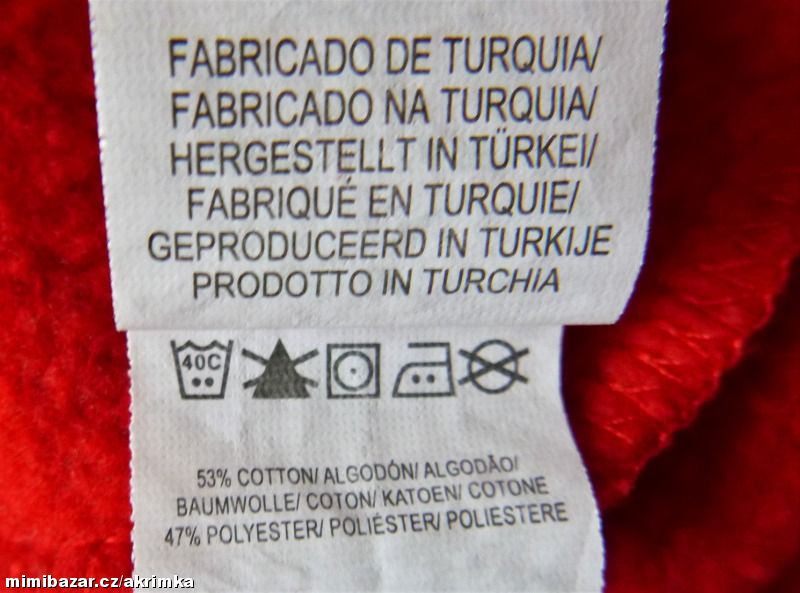 FABRICADO DE TURQUIA/
FABRICADO NA TURQUIA/
HERGESTELLT IN TÜRKEI/
FABRIQUÉ EN TURQUIE/
GEPRODUCEERD IN TURKIJE
PRODOTTO IN TURCHIA
40C
53% COTTON/ ALGODÓN/ ALGODÃO/
BAUMWOLLE/ COTON/ KATOEN/ COTONE
47% POLYESTER/ POLIÉSTER/ POLIESTERE
mimibazar.cz/akrimka